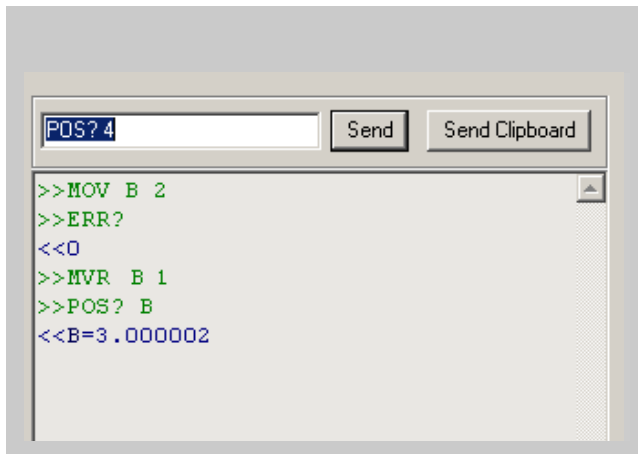 POS? 4 Send Send Clipboard
>>MOV B 2
>>ERR?
<<0
>>MVR B 1
>>POS? B
<<B=3.000002